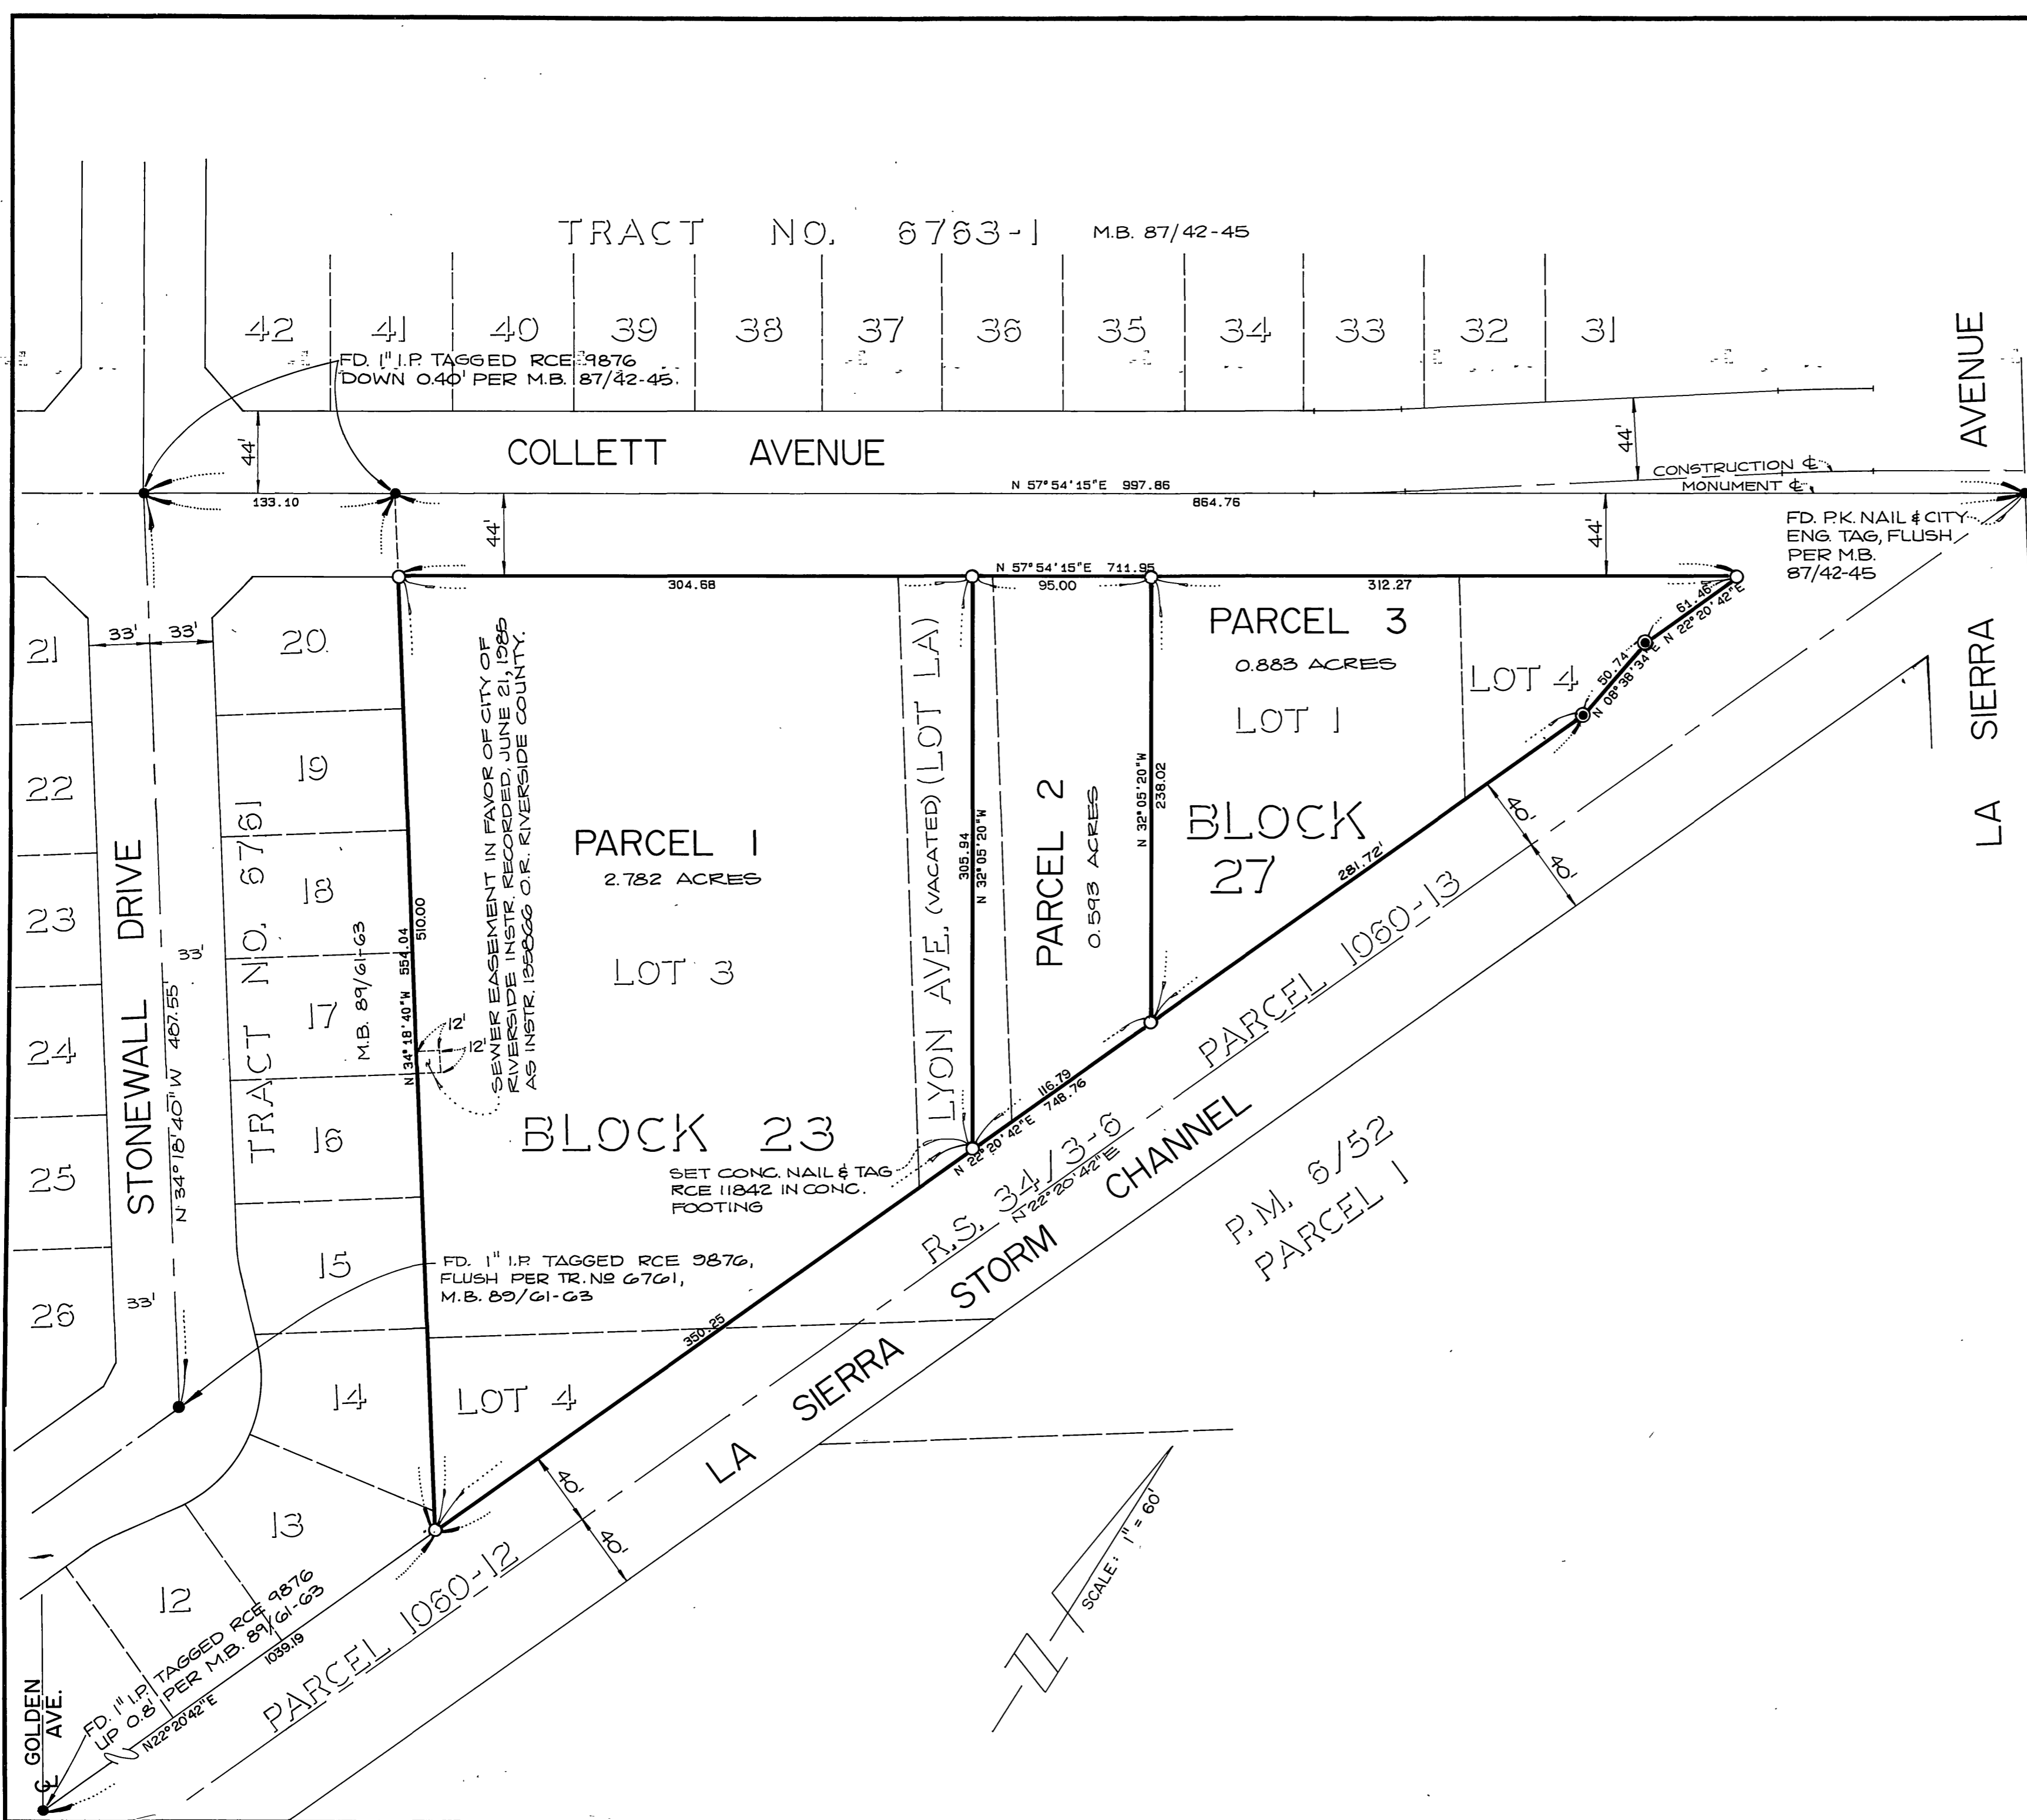 TRACT NO. 6763-1 M.B. 87/42-45
42 41 40 39 38 37 36 35 34 33 32 31
FD. 1" I.P. TAGGED RCE 9876
DOWN 0.40' PER M.B. 87/42-45.
44'
COLLETT AVENUE
44'
CONSTRUCTION ℄
MONUMENT ℄
N 57°54'15"E 997.86
133.10
864.76
44'
44'
FD. P.K. NAIL & CITY
ENG. TAG, FLUSH
PER M.B.
87/42-45
LA SIERRA AVENUE
N 57°54'15"E 711.95
304.68
95.00
312.27
33' 33'
21
22
23
24
25
26
STONEWALL DRIVE
N 34°18'40"W 487.55'
33'
33'
20
19
18
17
16
15
14
13
12
TRACT NO. 6761
M.B. 89/61-63
N 34°18'40"W 554.04
510.00
12'
12'
SEWER EASEMENT IN FAVOR OF CITY OF
RIVERSIDE INSTR. RECORDED, JUNE 21, 1985
AS INSTR. 135866 O.R. RIVERSIDE COUNTY.
PARCEL 1
2.782 ACRES
LOT 3
BLOCK 23
LYON AVE. (VACATED) (LOT LA)
305.94
N 32°05'20"W
PARCEL 2
0.593 ACRES
N 32°05'20"W
238.02
PARCEL 3
0.883 ACRES
LOT 1
LOT 4
BLOCK
27
61.46
N 22°20'42"E
50.74
N 08°38'34"E
281.72'
40'
40'
116.79
748.76
N 22°20'42"E
SET CONC. NAIL & TAG
RCE 11842 IN CONC.
FOOTING
PARCEL 1060-13
R.S. 34/3-6
N22°20'42"E
LA SIERRA STORM CHANNEL
P.M. 6/52
PARCEL 1
FD. 1" I.P. TAGGED RCE 9876,
FLUSH PER TR. Nº 6761,
M.B. 89/61-63
350.25
LOT 4
40'
40'
PARCEL 1060-12
FD. 1" I.P. TAGGED RCE 9876
UP 0.8' PER M.B. 89/61-63
1039.19
N22°20'42"E
℄ GOLDEN
AVE.
N
SCALE: 1" = 60'